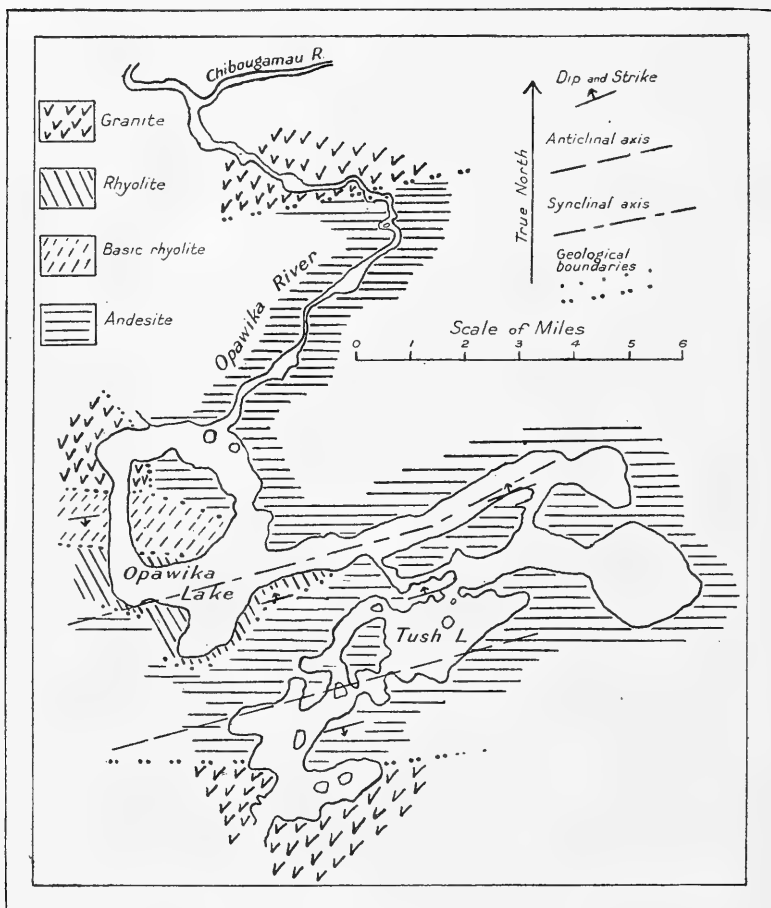 Chibougamau R.
Granite
Rhyolite
Basic rhyolite
Andesite
True North
Dip and Strike
Anticlinal axis
Synclinal axis
Geological
boundaries
Scale of Miles
0 1 2 3 4 5 6
Opawika River
Opawika
Lake
Tush L